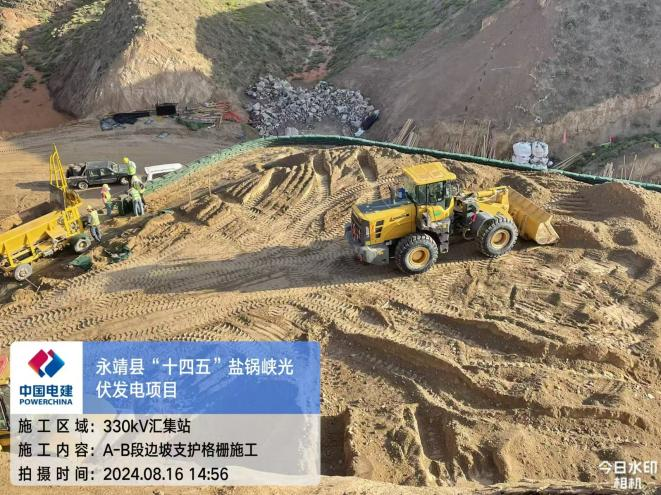 中国电建
POWERCHINA
永靖县“十四五”盐锅峡光
伏发电项目
施工区域：330kV汇集站
施工内容：A-B段边坡支护格栅施工
拍摄时间：2024.08.16 14:56
今日水印
相机